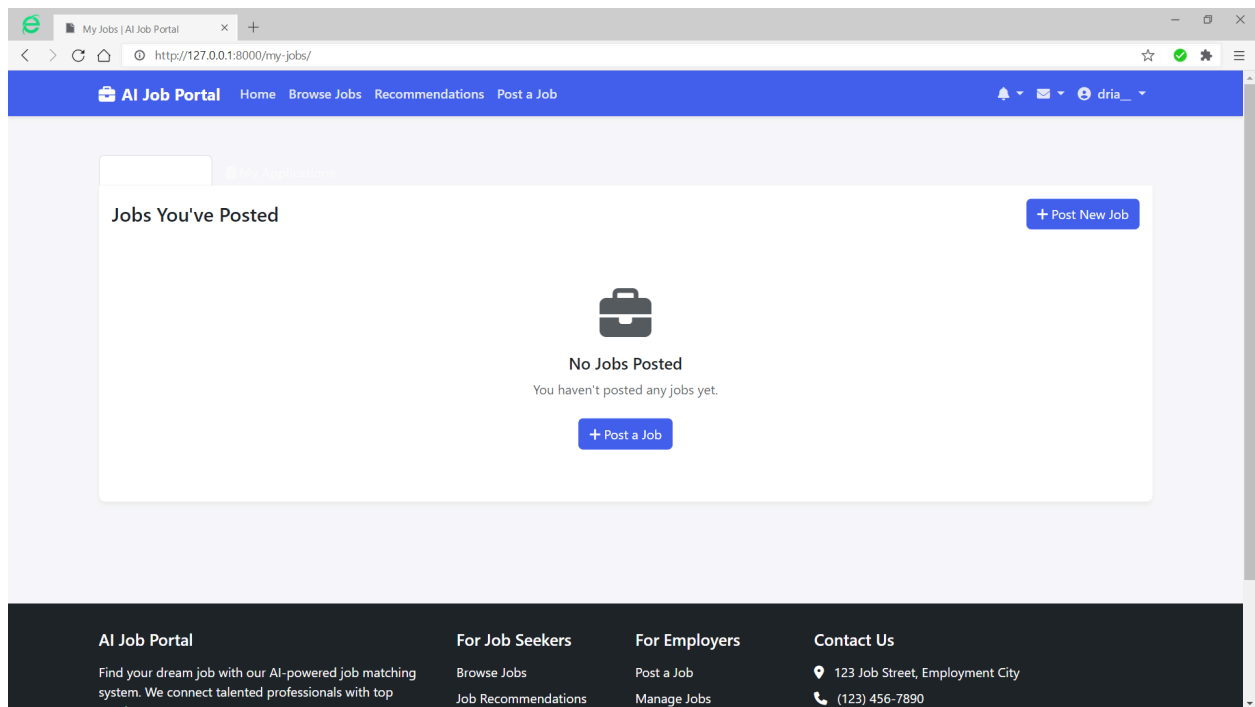 My Jobs | AI Job Portal
http://127.0.0.1:8000/my-jobs/
AI Job Portal Home Browse Jobs Recommendations Post a Job dria__
My Applications
Jobs You've Posted
+ Post New Job
No Jobs Posted
You haven't posted any jobs yet.
+ Post a Job
AI Job Portal
Find your dream job with our AI-powered job matching
system. We connect talented professionals with top
For Job Seekers
Browse Jobs
Job Recommendations
For Employers
Post a Job
Manage Jobs
Contact Us
123 Job Street, Employment City
(123) 456-7890